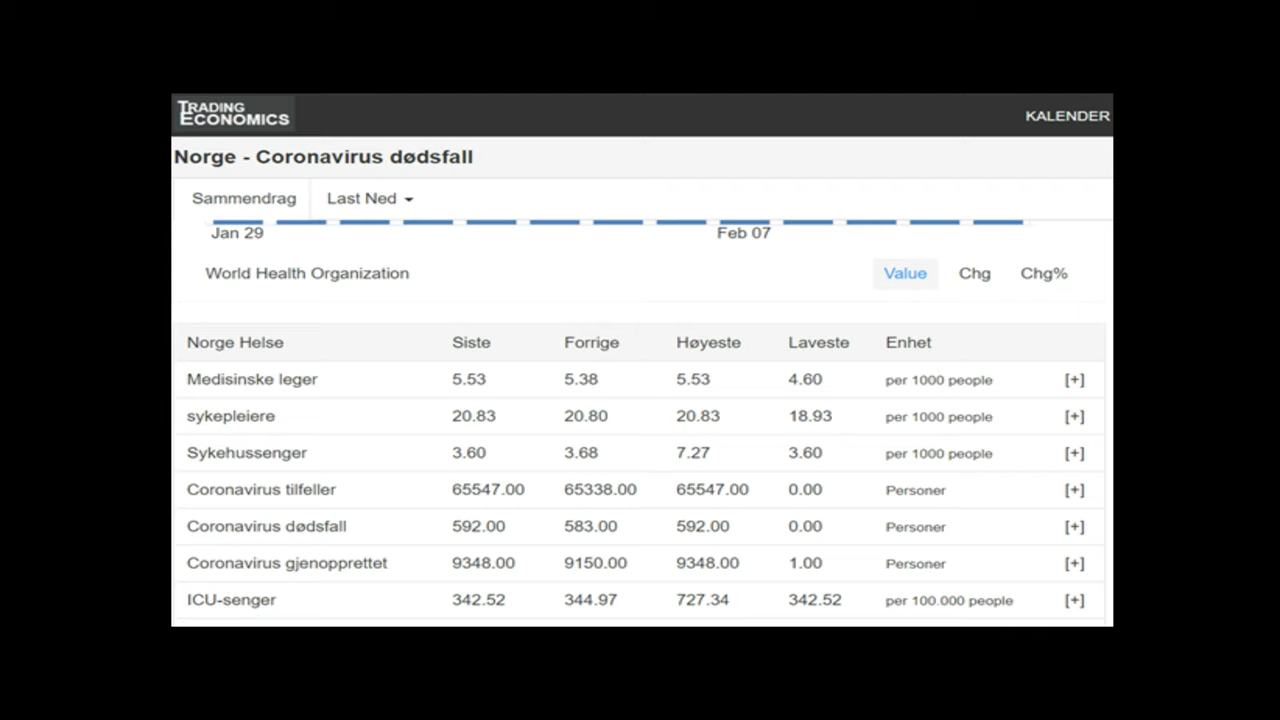 TRADING ECONOMICS KALENDER
Norge - Coronavirus dødsfall
Sammendrag Last Ned
Jan 29 Feb 07
World Health Organization Value Chg Chg%
Norge Helse Siste Forrige Høyeste Laveste Enhet
Medisinske leger 5.53 5.38 5.53 4.60 per 1000 people [+]
sykepleiere 20.83 20.80 20.83 18.93 per 1000 people [+]
Sykehussenger 3.60 3.68 7.27 3.60 per 1000 people [+]
Coronavirus tilfeller 65547.00 65338.00 65547.00 0.00 Personer [+]
Coronavirus dødsfall 592.00 583.00 592.00 0.00 Personer [+]
Coronavirus gjenopprettet 9348.00 9150.00 9348.00 1.00 Personer [+]
ICU-senger 342.52 344.97 727.34 342.52 per 100.000 people [+]